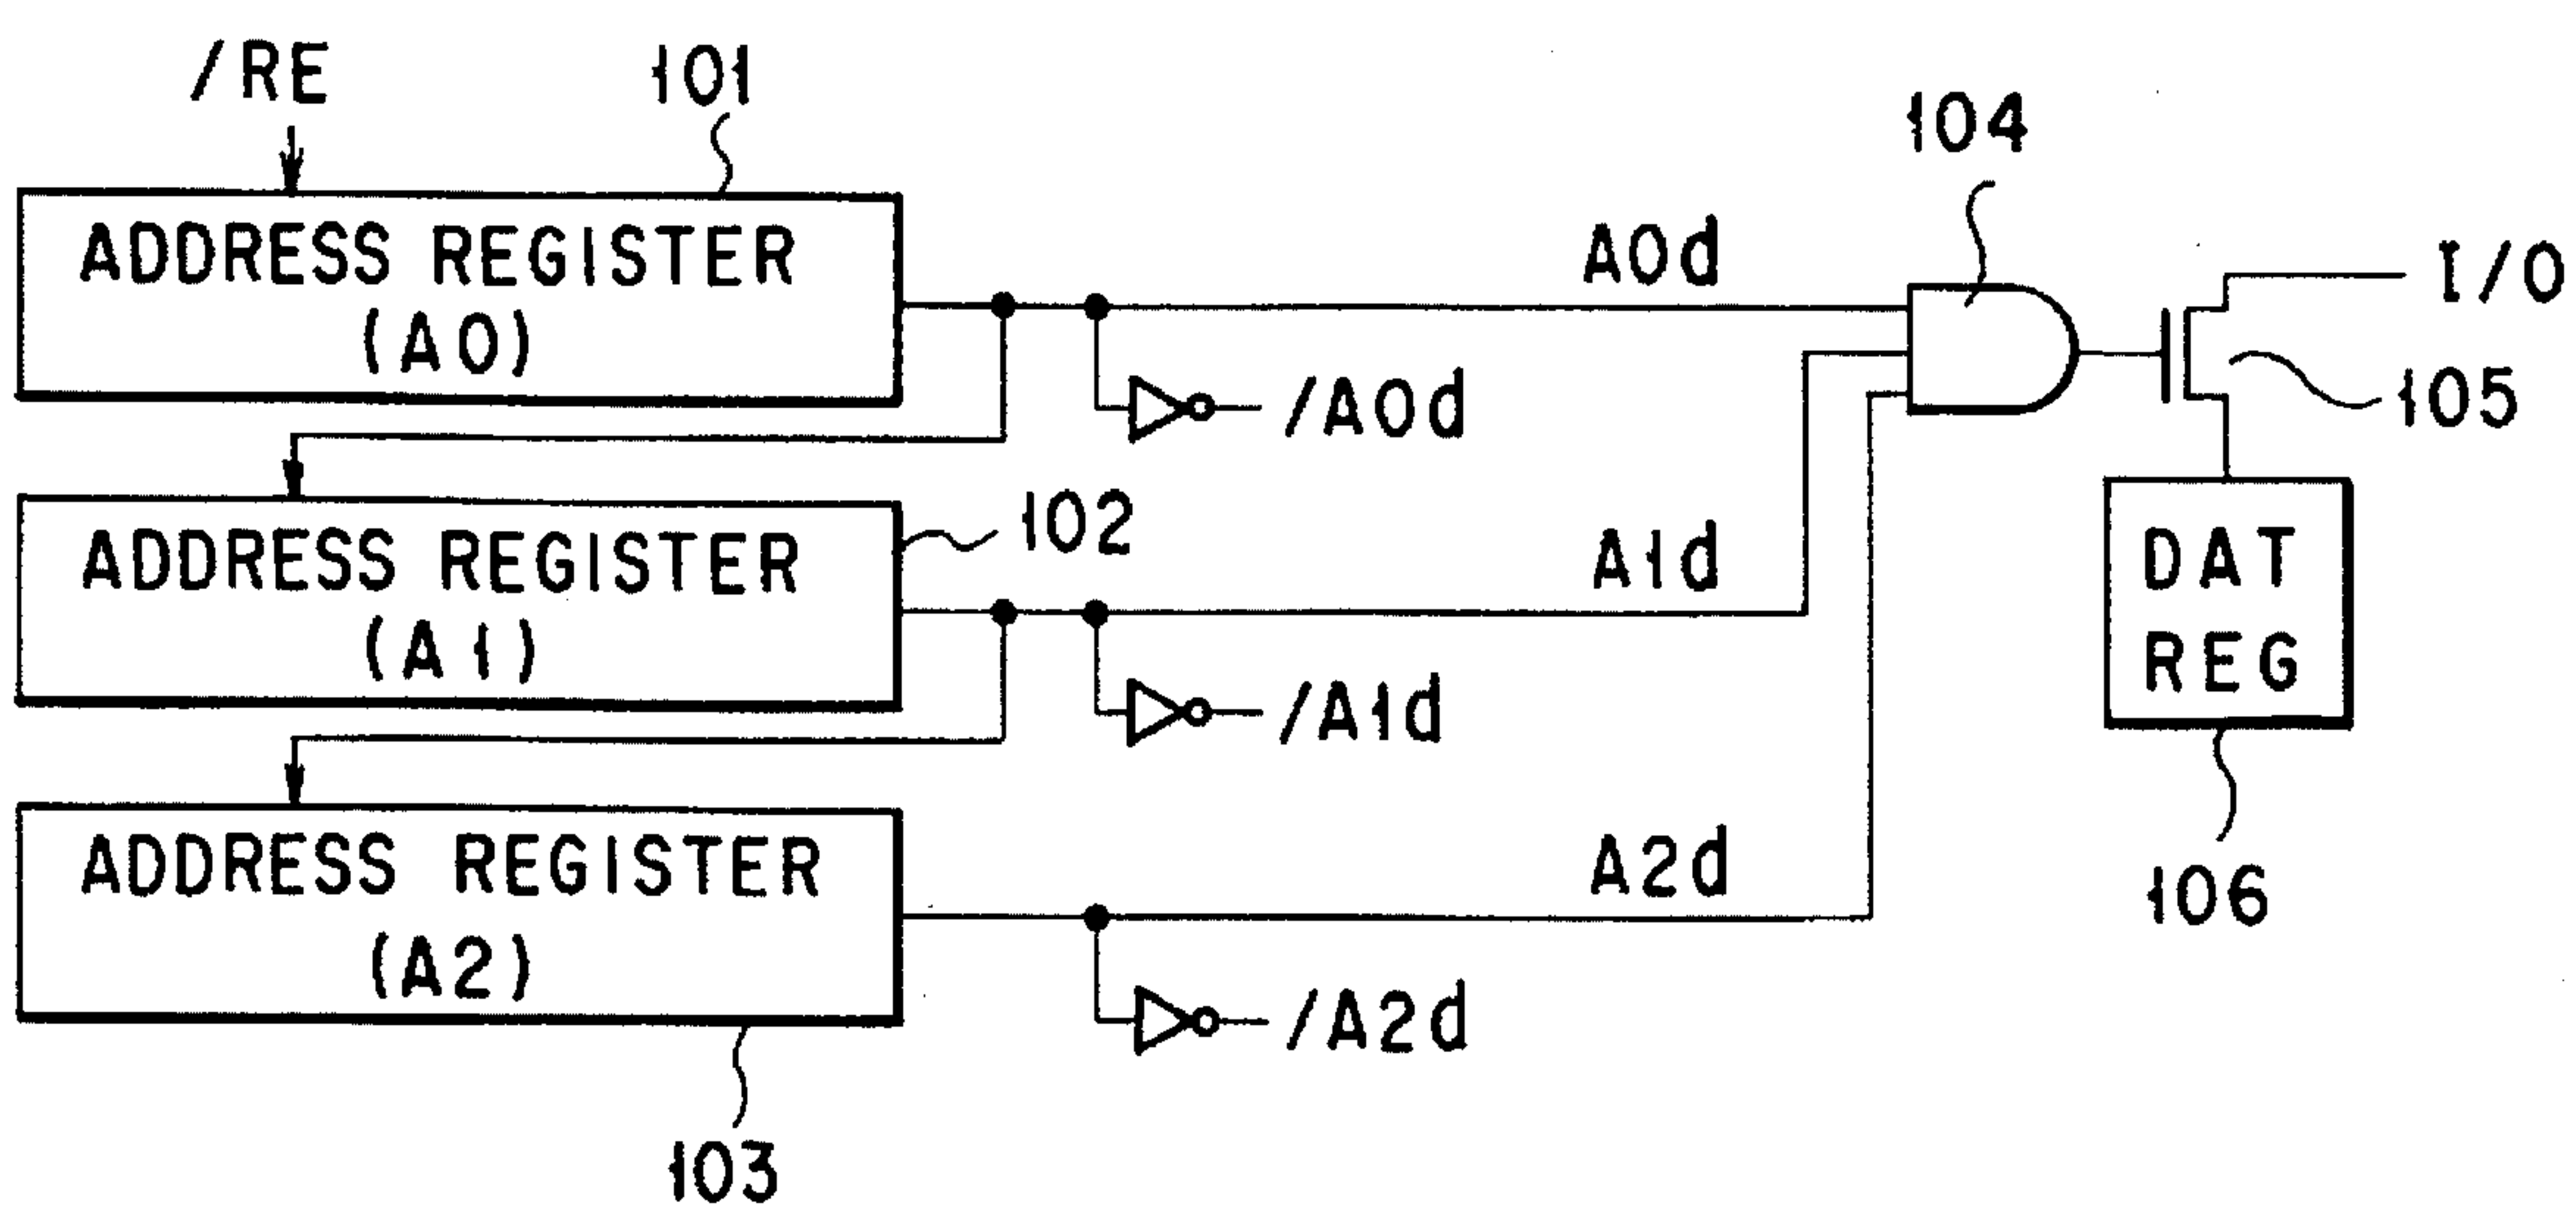 /RE
101
104
ADDRESS REGISTER
(A0)
A0d
I/O
/A0d
105
ADDRESS REGISTER
(A1)
102
A1d
DAT
REG
/A1d
ADDRESS REGISTER
(A2)
A2d
106
/A2d
103